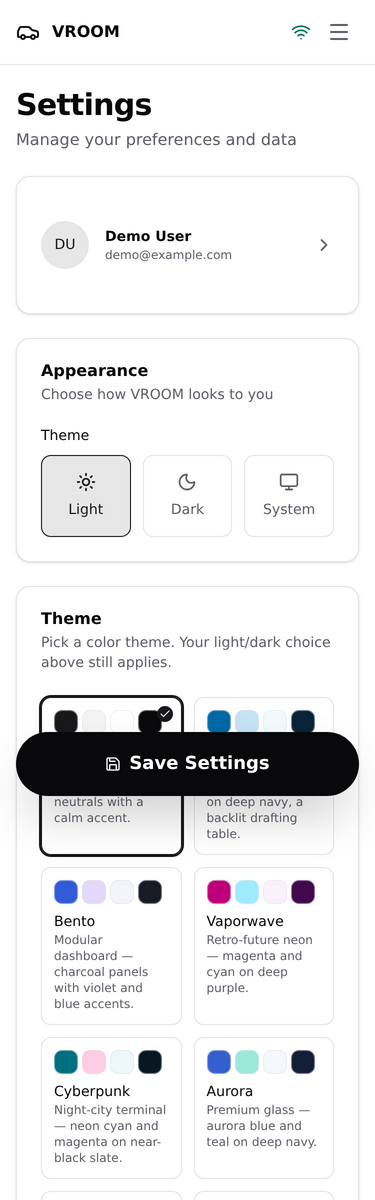 VROOM
Settings
Manage your preferences and data
DU
Demo User
demo@example.com
Appearance
Choose how VROOM looks to you
Theme
Light
Dark
System
Theme
Pick a color theme. Your light/dark choice
above still applies.
Save Settings
neutrals with a
calm accent.
on deep navy, a
backlit drafting
table.
Bento
Modular
dashboard —
charcoal panels
with violet and
blue accents.
Vaporwave
Retro-future neon
— magenta and
cyan on deep
purple.
Cyberpunk
Night-city terminal
— neon cyan and
magenta on near-
black slate.
Aurora
Premium glass —
aurora blue and
teal on deep navy.